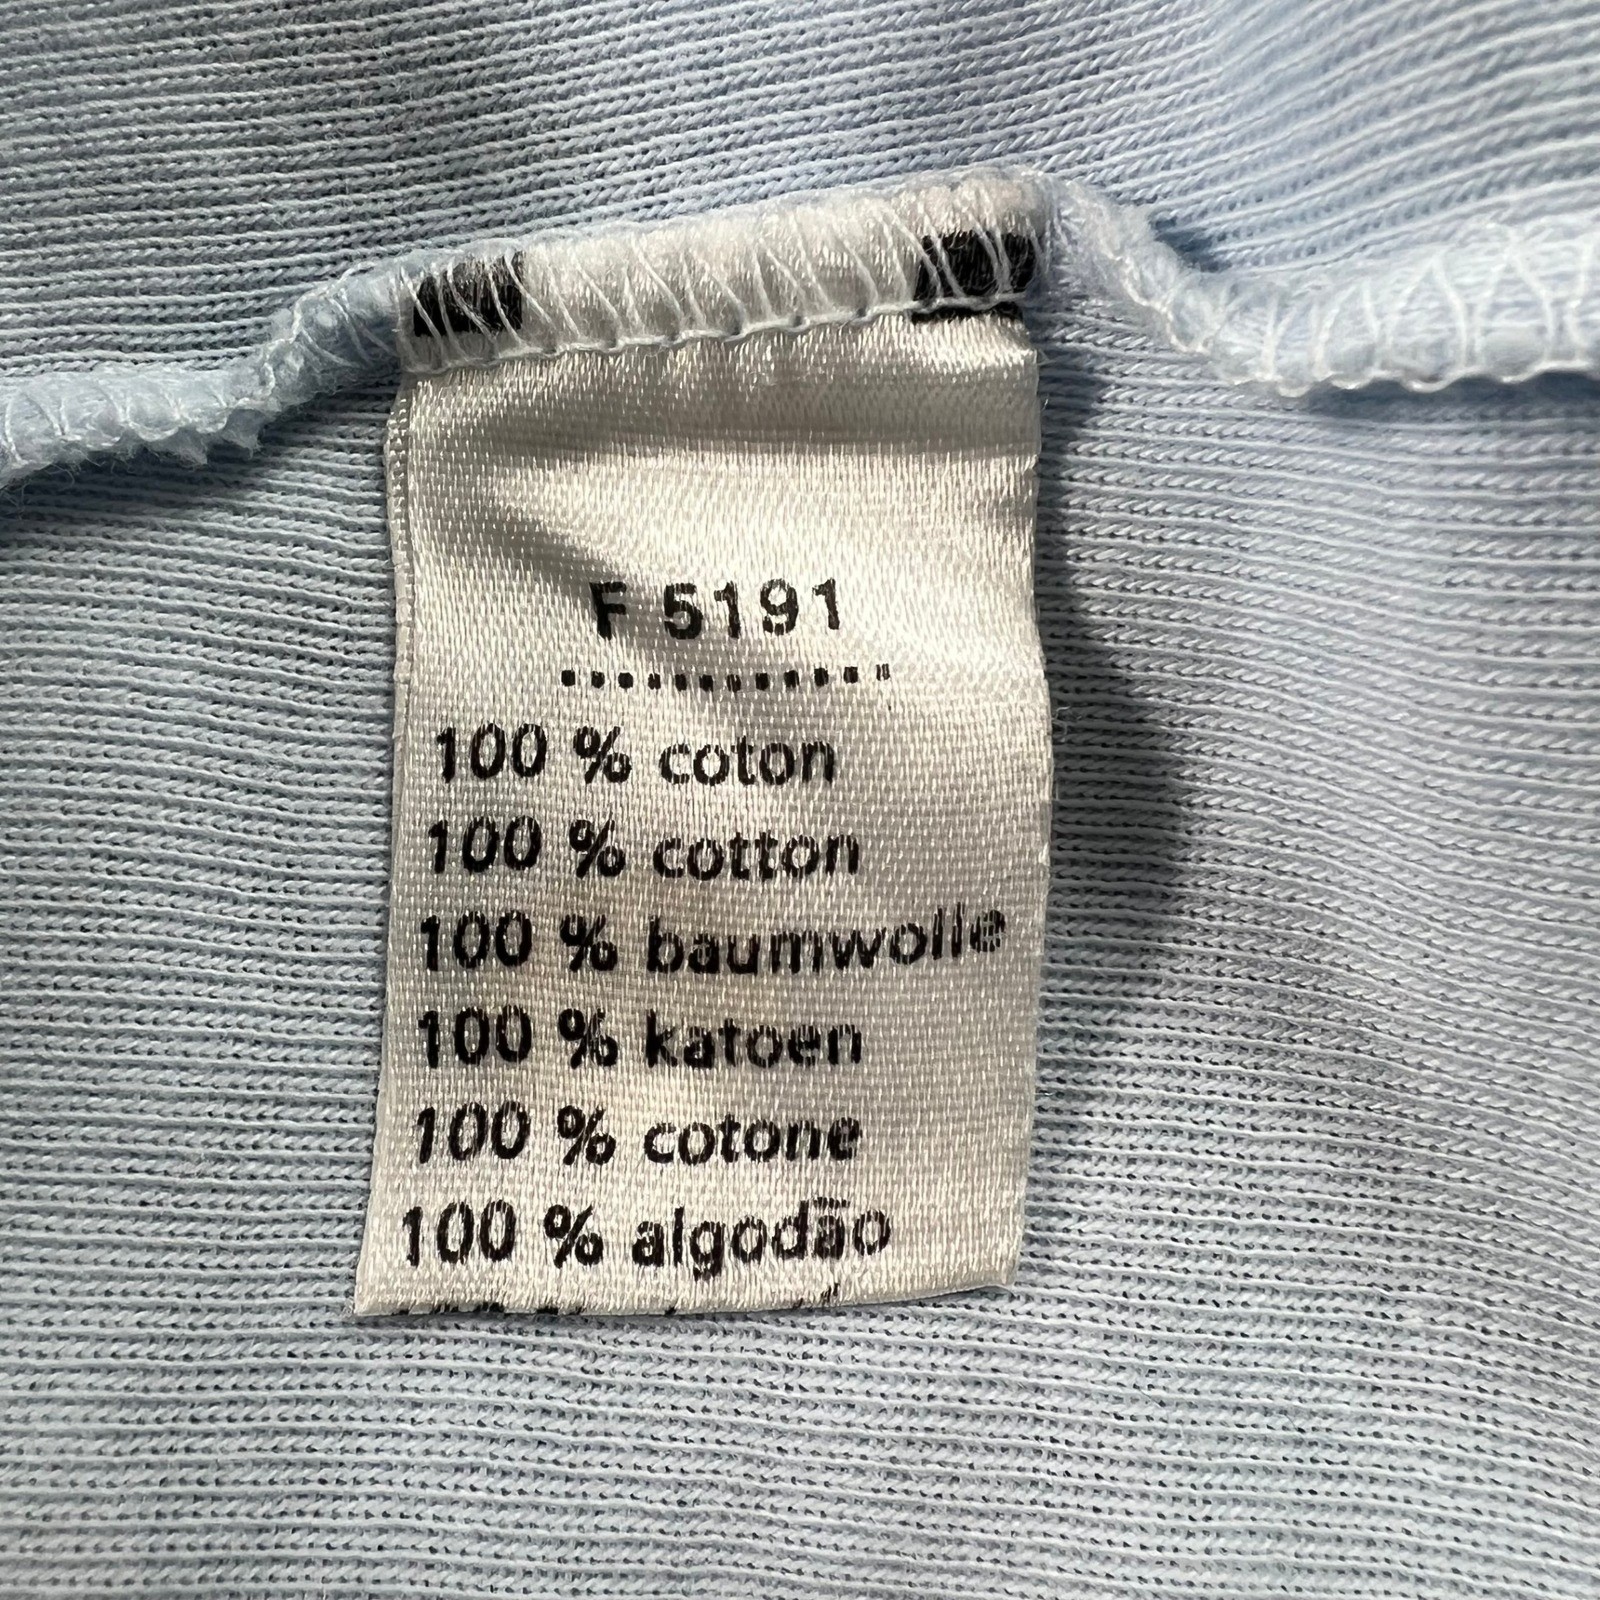 F 5191
100 % coton
100 % cotton
100 % baumwolle
100 % katoen
100 % cotone
100 % algodão